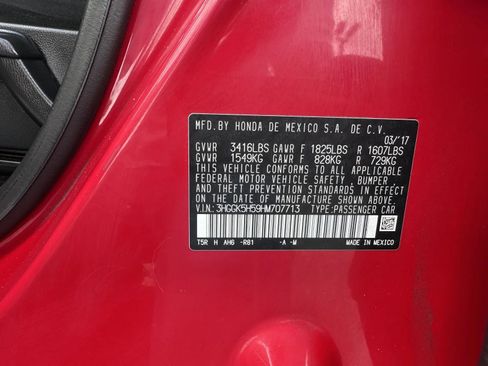 MFD.BY HONDA DE MEXICO S.A. DE C.V.
03/'17
GVWR 3416LBS GAWR F 1825LBS R 1607LBS
GVWR 1549KG GAWR F 828KG R 729KG
THIS VEHICLE CONFORMS TO ALL APPLICABLE
FEDERAL MOTOR VEHICLE SAFETY, BUMPER
AND THEFT PREVENTION STANDARDS IN EFFECT
ON THE DATE OF MANUFACTURE SHOWN ABOVE.
V.I.N.:3HGGK5H59HM707713 TYPE:PASSENGER CAR
T5R H AH6 -R81 -A -M MADE IN MEXICO